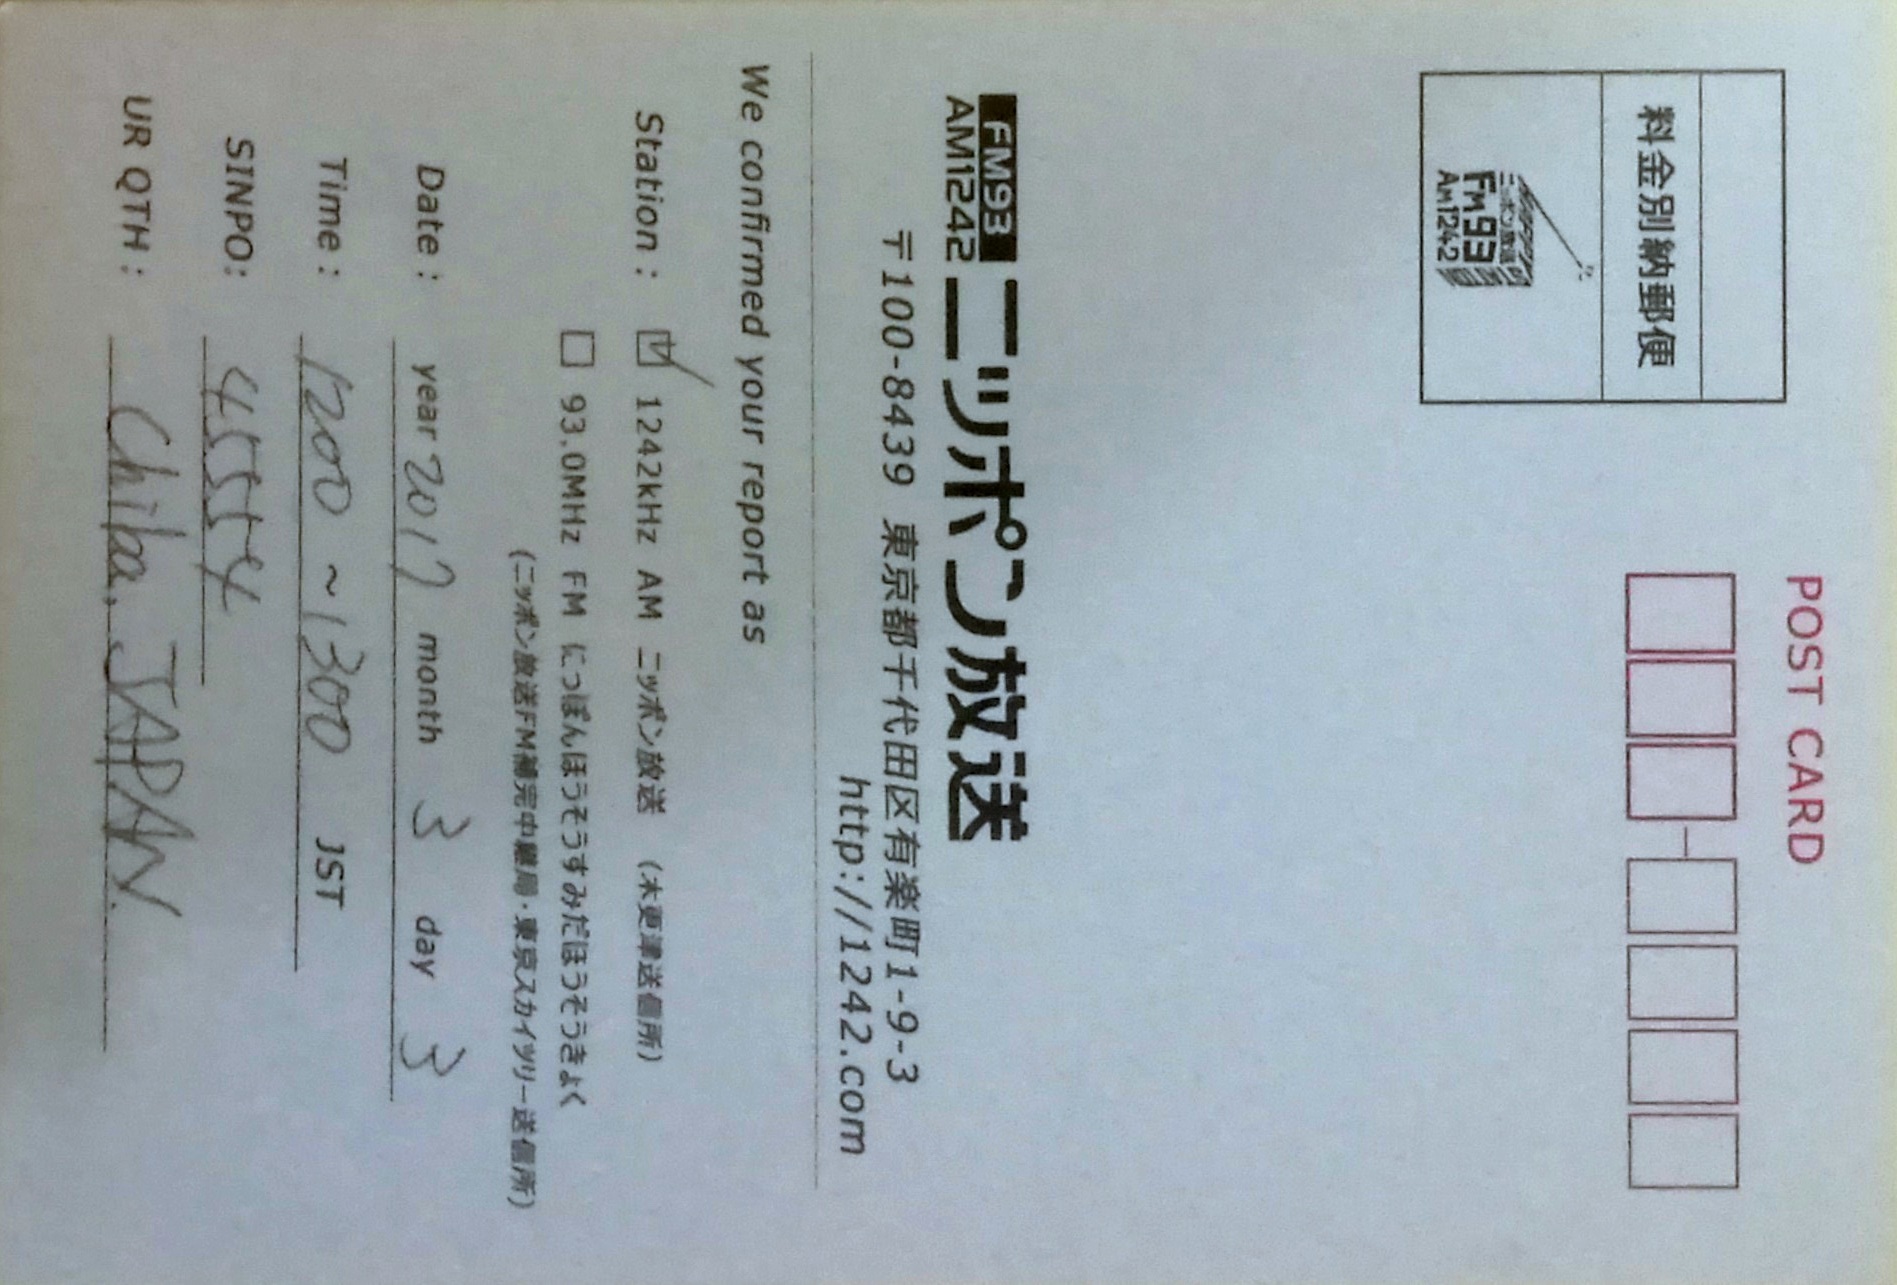 POST CARD
料金別納郵便
Happy
ニッポン放送
FM93
AM1242
FM93
AM1242
ニッポン放送
〒100-8439 東京都千代田区有楽町1-9-3
http://1242.com
We confirmed your report as
Station : ☑ 1242kHz AM ニッポン放送 (木更津送信所)
☐ 93.0MHz FM にっぽんほうそうすみだほうそうきょく
(ニッポン放送FM補完中継局・東京スカイツリー送信所)
Date : year 2017 month 3 day 3
Time : 1200 ~ 1300 JST
SINPO: 45554
UR QTH : Chiba, JAPAN.